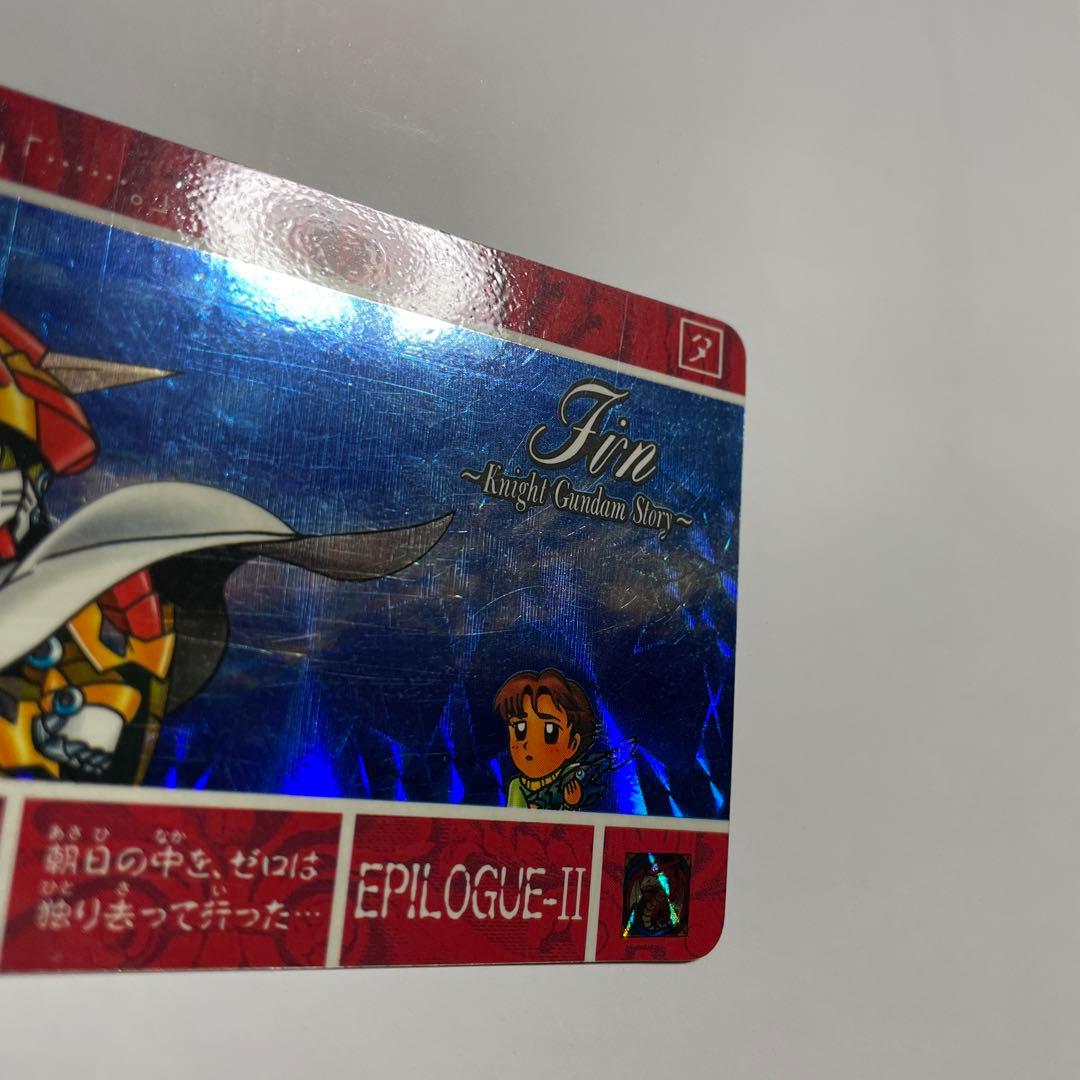 タ
Fin
~Knight Gundam Story~
朝日の中を、ゼロは
独り去って行った…
EPILOGUE-II